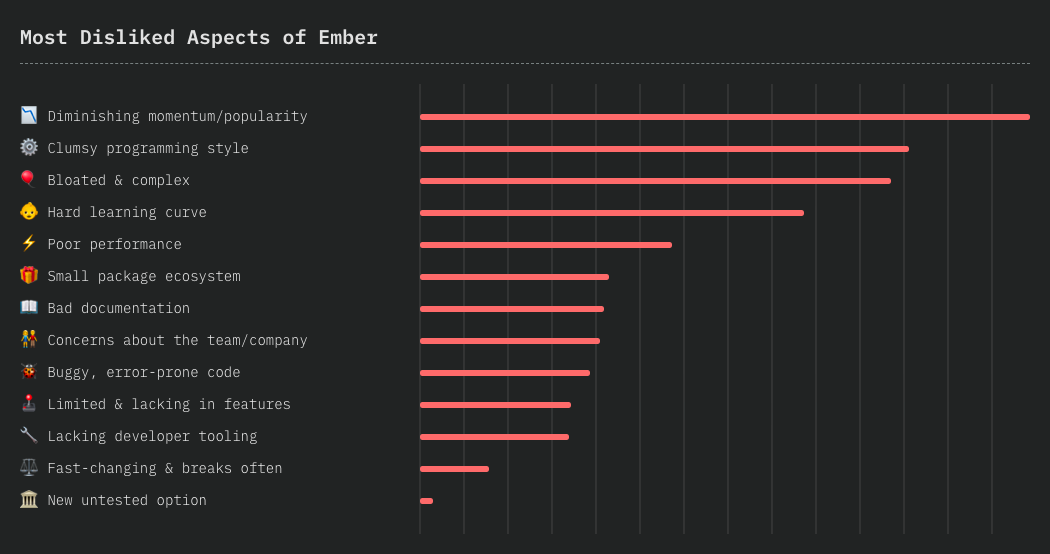 Most Disliked Aspects of Ember
Diminishing momentum/popularity
Clumsy programming style
Bloated & complex
Hard learning curve
Poor performance
Small package ecosystem
Bad documentation
Concerns about the team/company
Buggy, error-prone code
Limited & lacking in features
Lacking developer tooling
Fast-changing & breaks often
New untested option